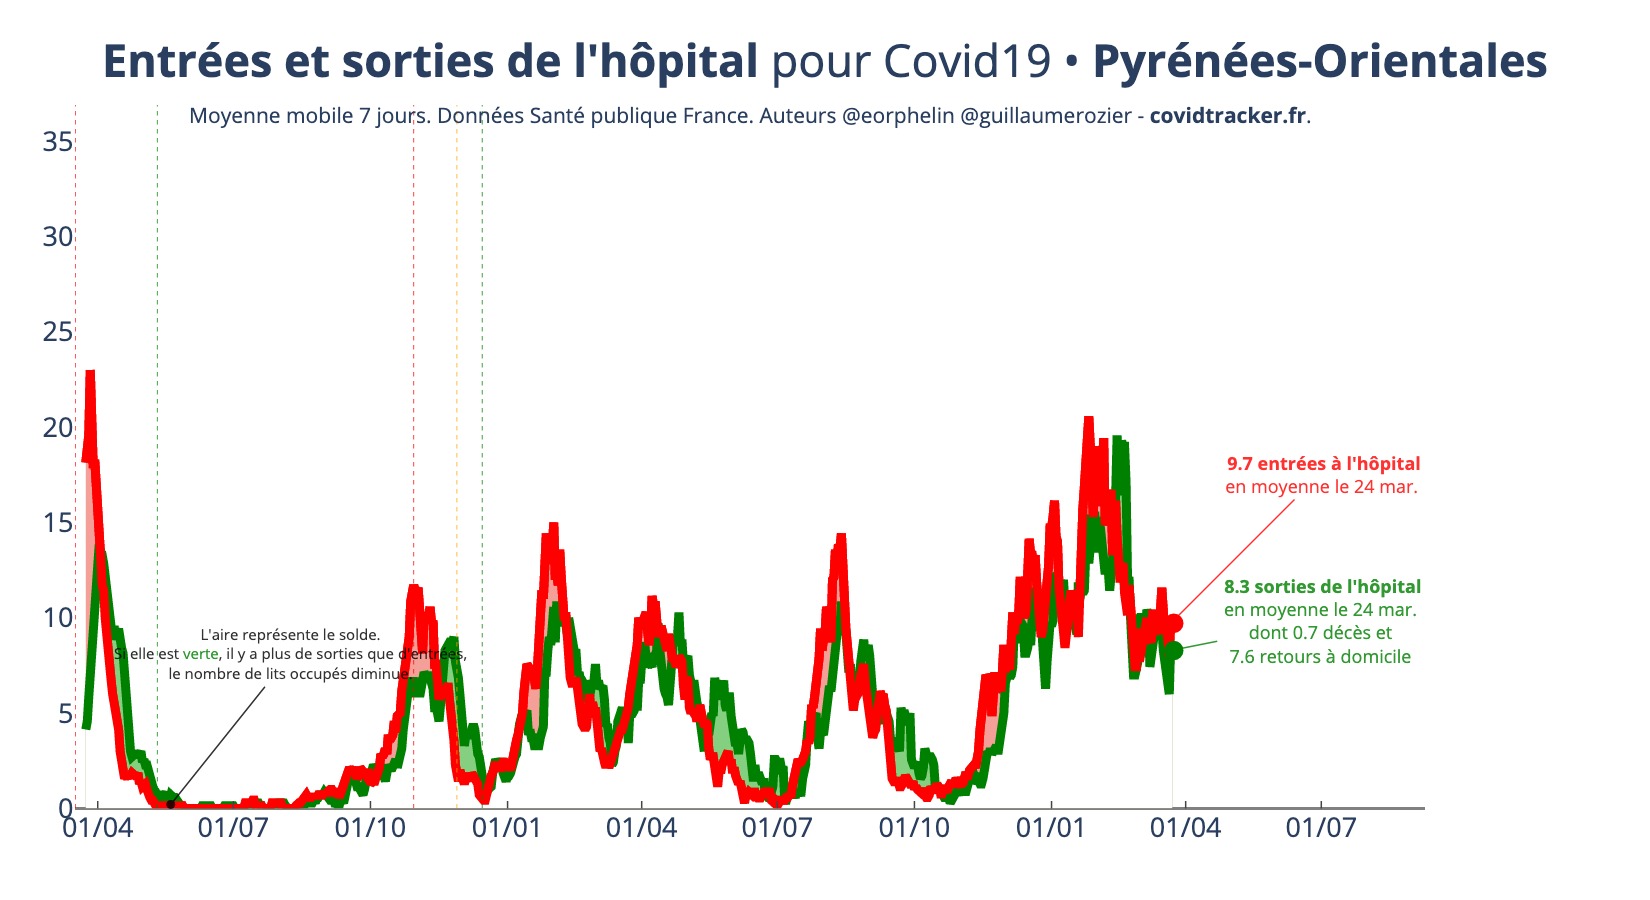 Entrées et sorties de l'hôpital pour Covid19 • Pyrénées-Orientales
Moyenne mobile 7 jours. Données Santé publique France. Auteurs @eorphelin @guillaumerozier - covidtracker.fr.
35
30
25
20
15
10
5
0
9.7 entrées à l'hôpital
en moyenne le 24 mar.
8.3 sorties de l'hôpital
en moyenne le 24 mar.
dont 0.7 décès et
7.6 retours à domicile
L'aire représente le solde.
Si elle est verte, il y a plus de sorties que d'entrées,
le nombre de lits occupés diminue.
01/04 01/07 01/10 01/01 01/04 01/07 01/10 01/01 01/04 01/07